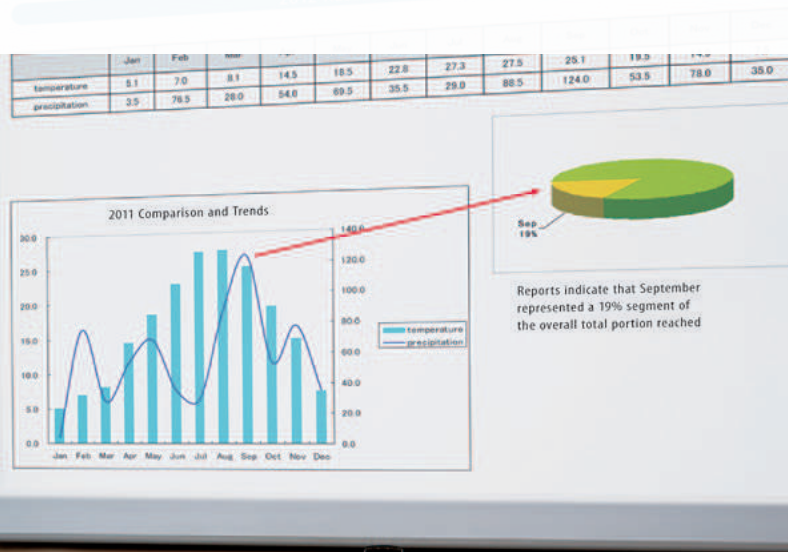 Jan Feb Mar
temperature 5.1 7.0 8.1 14.5 18.5 22.8 27.3 27.5 25.1 19.5
precipitation 3.5 76.5 28.0 54.0 69.5 35.5 29.0 88.5 124.0 53.5 78.0 35.0
Sep
19%
2011 Comparison and Trends
30.0
25.0
20.0
15.0
10.0
5.0
0.0
140.0
120.0
100.0
80.0
60.0
40.0
20.0
0.0
temperature
precipitation
Jan Feb Mar Apr May Jun Jul Aug Sep Oct Nov Dec
Reports indicate that September
represented a 19% segment of
the overall total portion reached